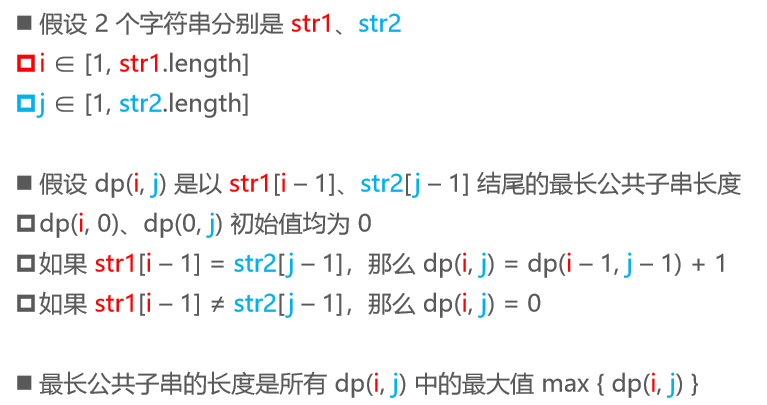 ■ 假设 2 个字符串分别是 str1、str2
□ i ∈ [1, str1.length]
□ j ∈ [1, str2.length]
■ 假设 dp(i, j) 是以 str1[i – 1]、str2[j – 1] 结尾的最长公共子串长度
□ dp(i, 0)、dp(0, j) 初始值均为 0
□ 如果 str1[i – 1] = str2[j – 1]，那么 dp(i, j) = dp(i – 1, j – 1) + 1
□ 如果 str1[i – 1] ≠ str2[j – 1]，那么 dp(i, j) = 0
■ 最长公共子串的长度是所有 dp(i, j) 中的最大值 max { dp(i, j) }